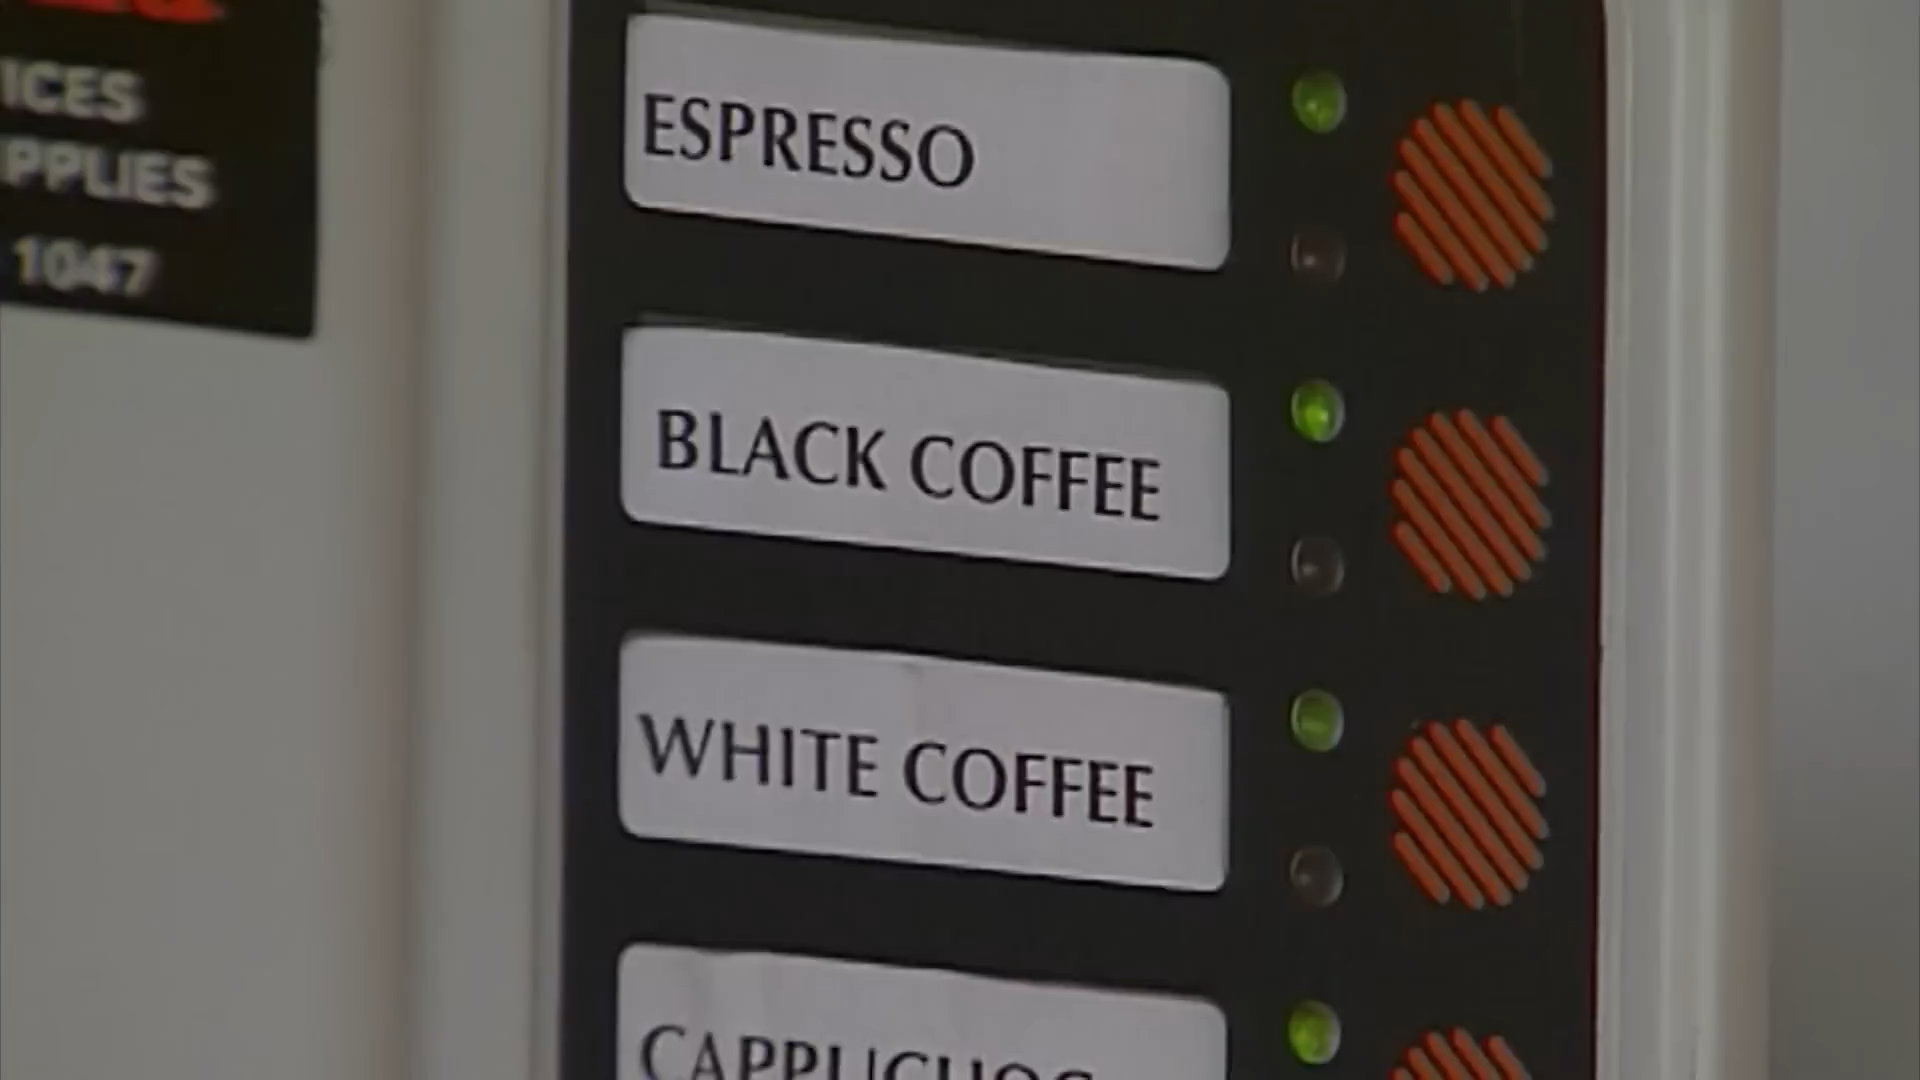 ICES
PPLIES
1047
ESPRESSO
BLACK COFFEE
WHITE COFFEE